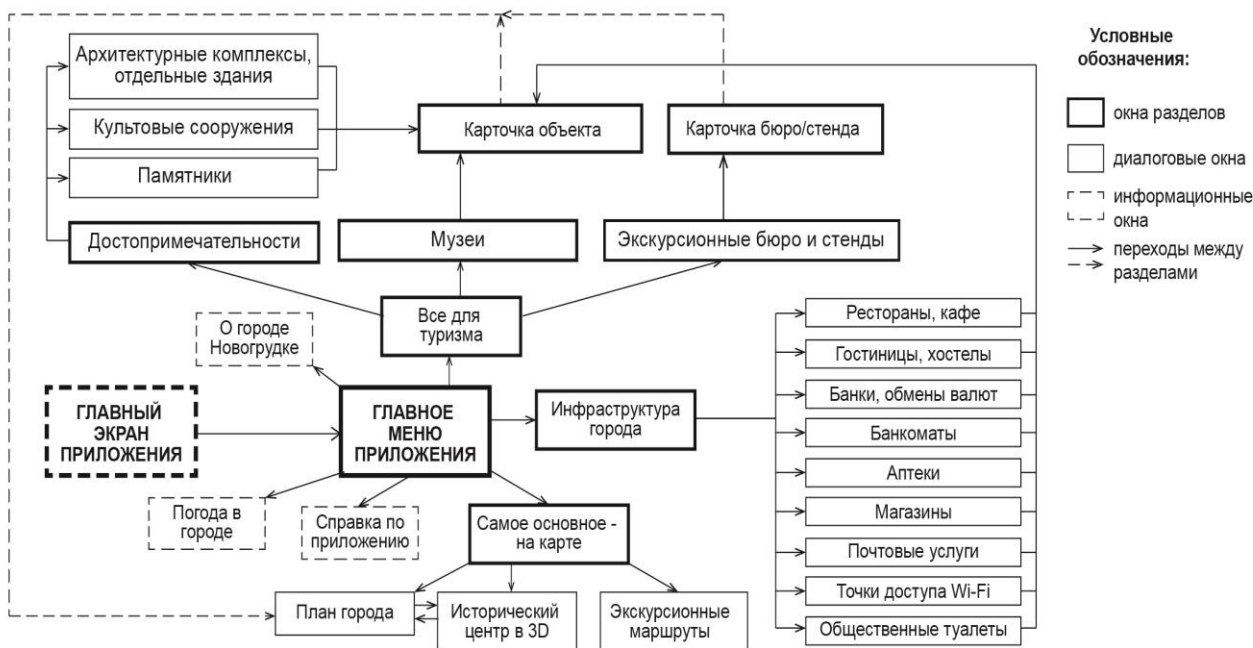 Архитектурные комплексы,
отдельные здания
Культовые сооружения
Памятники
Достопримечательности
Карточка объекта
Карточка бюро/стенда
Музеи
Экскурсионные бюро и стенды
Все для
туризма
О городе
Новогрудке
ГЛАВНЫЙ
ЭКРАН
ПРИЛОЖЕНИЯ
ГЛАВНОЕ
МЕНЮ
ПРИЛОЖЕНИЯ
Инфраструктура
города
Погода в
городе
Справка по
приложению
Самое основное -
на карте
План города
Исторический
центр в 3D
Экскурсионные
маршруты
Рестораны, кафе
Гостиницы, хостелы
Банки, обмены валют
Банкоматы
Аптеки
Магазины
Почтовые услуги
Точки доступа Wi-Fi
Общественные туалеты
Условные
обозначения:
окна разделов
диалоговые окна
информационные
окна
переходы между
разделами